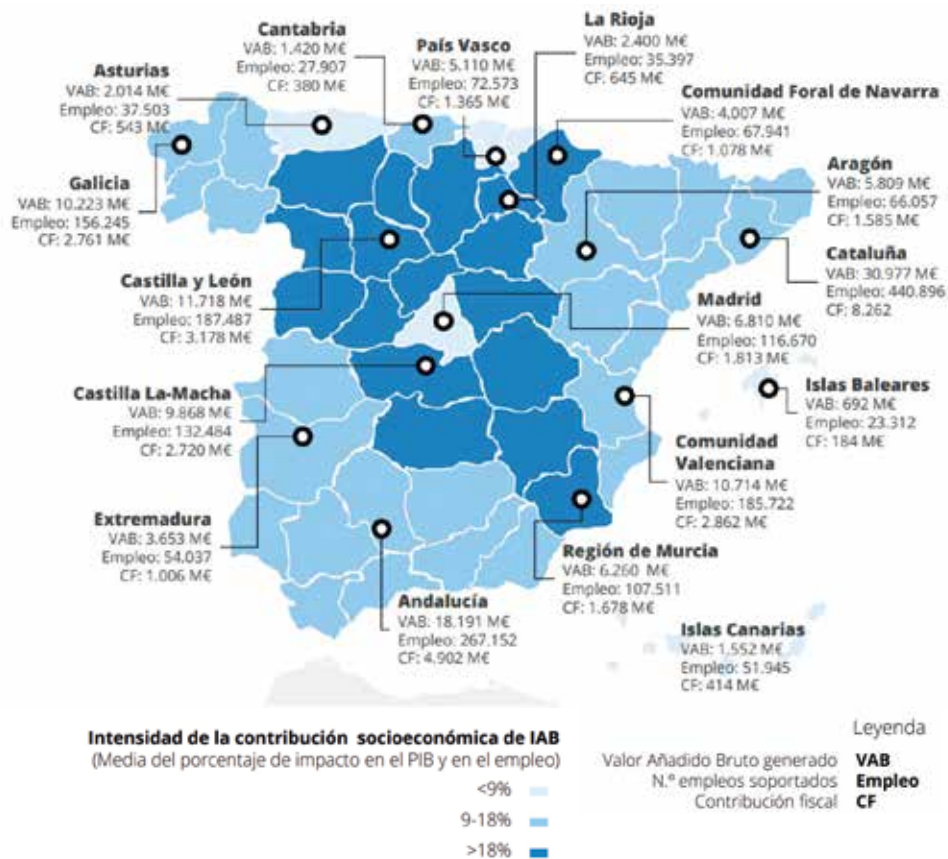 Cantabria
VAB: 1.420 M€
Empleo: 27.907
CF: 380 M€
País Vasco
VAB: 5.110 M€
Empleo: 72.573
CF: 1.365 M€
La Rioja
VAB: 2.400 M€
Empleo: 35.397
CF: 645 M€
Asturias
VAB: 2.014 M€
Empleo: 37.503
CF: 543 M€
Comunidad Foral de Navarra
VAB: 4.007 M€
Empleo: 67.941
CF: 1.078 M€
Galicia
VAB: 10.223 M€
Empleo: 156.245
CF: 2.761 M€
Aragón
VAB: 5.809 M€
Empleo: 66.057
CF: 1.585 M€
Cataluña
VAB: 30.977 M€
Empleo: 440.896
CF: 8.262
Castilla y León
VAB: 11.718 M€
Empleo: 187.487
CF: 3.178 M€
Madrid
VAB: 6.810 M€
Empleo: 116.670
CF: 1.813 M€
Castilla La-Macha
VAB: 9.868 M€
Empleo: 132.484
CF: 2.720 M€
Islas Baleares
VAB: 692 M€
Empleo: 23.312
CF: 184 M€
Comunidad
Valenciana
VAB: 10.714 M€
Empleo: 185.722
CF: 2.862 M€
Extremadura
VAB: 3.653 M€
Empleo: 54.037
CF: 1.006 M€
Región de Murcia
VAB: 6.260 M€
Empleo: 107.511
CF: 1.678 M€
Andalucía
VAB: 18.191 M€
Empleo: 267.152
CF: 4.902 M€
Islas Canarias
VAB: 1.552 M€
Empleo: 51.945
CF: 414 M€
Intensidad de la contribución socioeconómica de IAB
(Media del porcentaje de impacto en el PIB y en el empleo)
<9%
9-18%
>18%
Leyenda
Valor Añadido Bruto generado VAB
N.º empleos soportados Empleo
Contribución fiscal CF